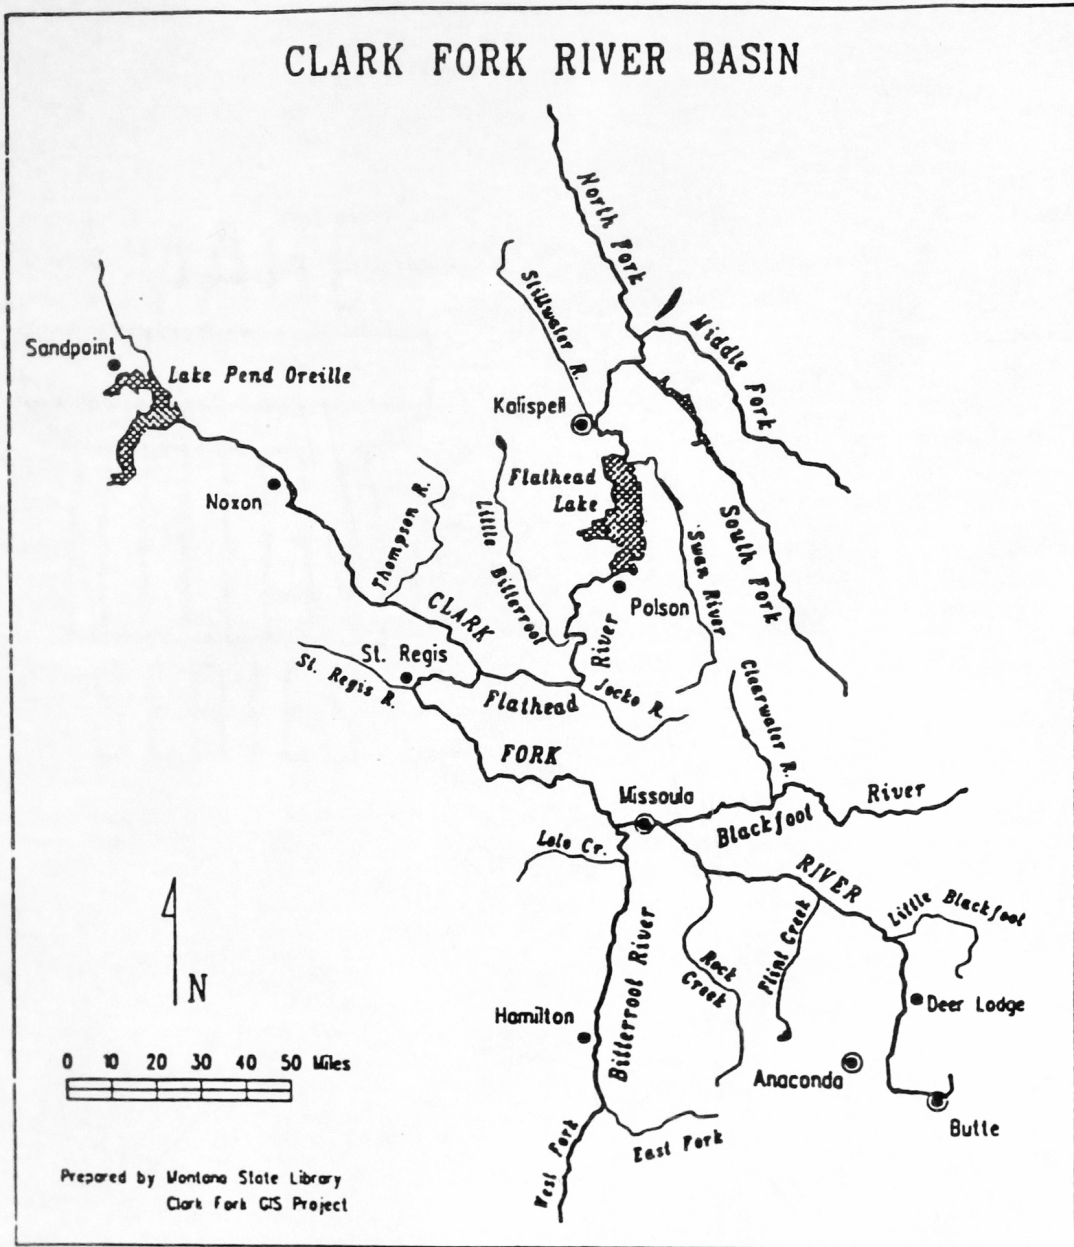 CLARK FORK RIVER BASIN
North Fork
Stillwater R.
Middle Fork
Sandpoint
Lake Pend Oreille
Kalispell
Flathead
Lake
Noxon
Thompson R.
Little Bitterroot
Swan River
South Fork
Polson
CLARK
River
St. Regis
St. Regis R.
Flathead
Jocko R.
Clearwater R.
FORK
Missoula
River
Blackfoot
Lolo Cr.
RIVER
Little Blackfoot
Bitterroot River
Rock
Creek
Flint Creek
N
Deer Lodge
Hamilton
0 10 20 30 40 50 Miles
Anaconda
Butte
West Fork
East Fork
Prepared by Montana State Library
Clark Fork GIS Project